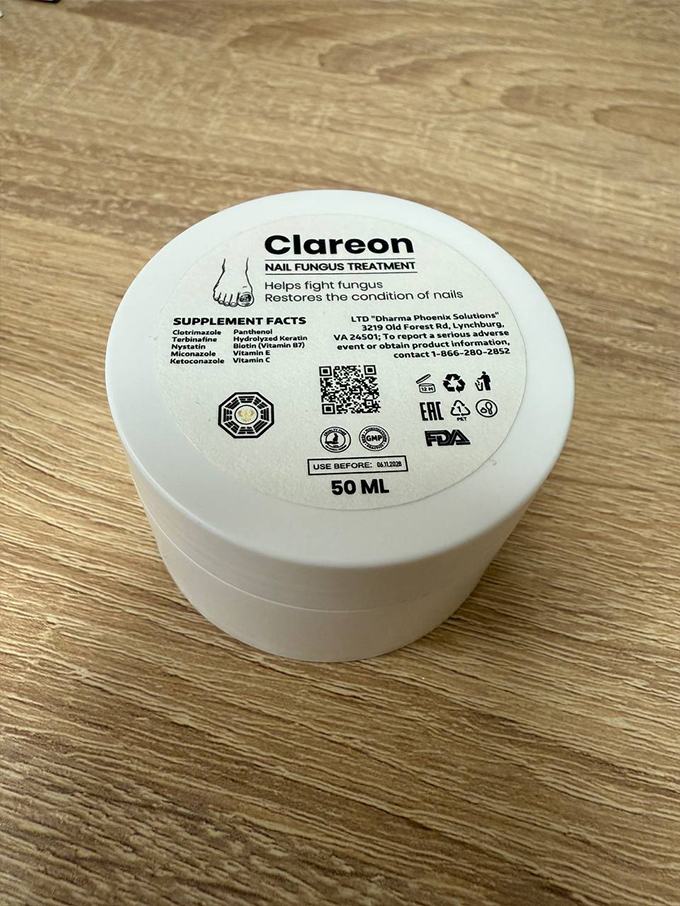 Clareon
NAIL FUNGUS TREATMENT
Helps fight fungus
Restores the condition of nails
SUPPLEMENT FACTS
Clotrimazole
Terbinafine
Nystatin
Miconazole
Ketoconazole
Panthenol
Hydrolyzed Keratin
Biotin (Vitamin B7)
Vitamin E
Vitamin C
LTD "Dharma Phoenix Solutions"
3219 Old Forest Rd, Lynchburg,
VA 24501; To report a serious adverse
event or obtain product information,
contact 1-866-280-2852
12 M
EAC
PET
GMP
FDA
USE BEFORE: 06.11.2028
50 ML